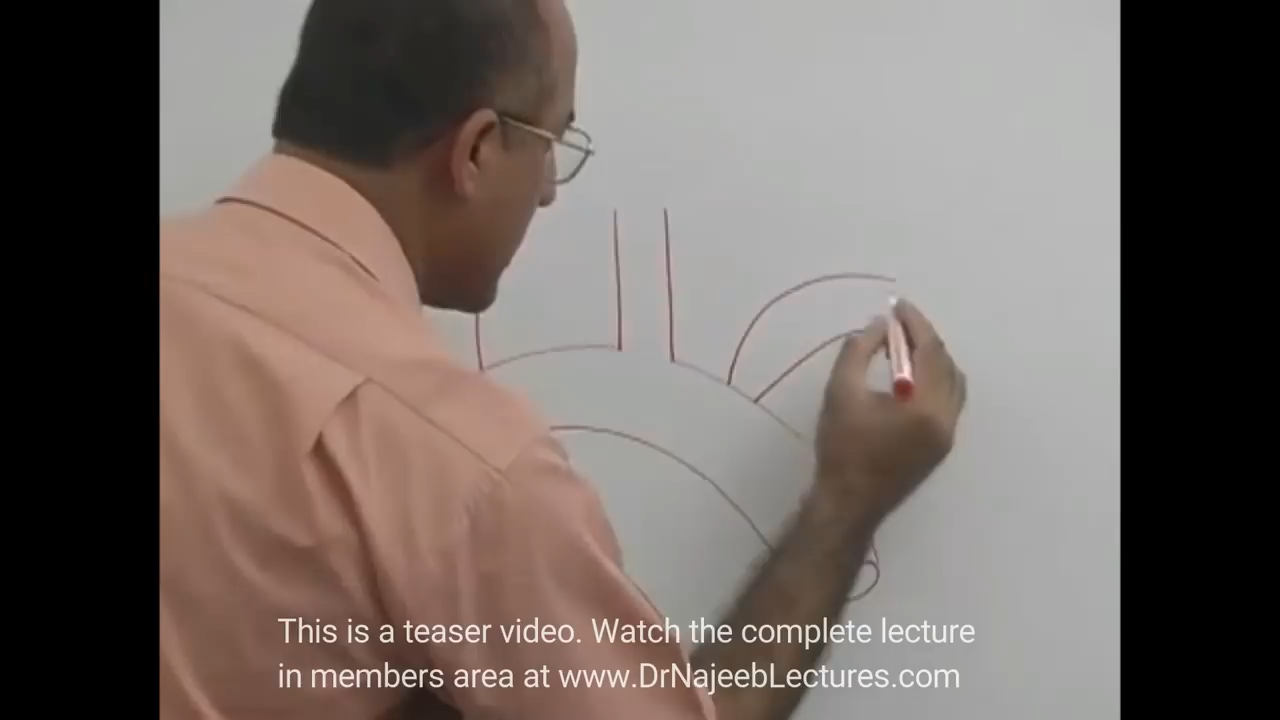 This is a teaser video. Watch the complete lecture
in members area at www.DrNajeebLectures.com